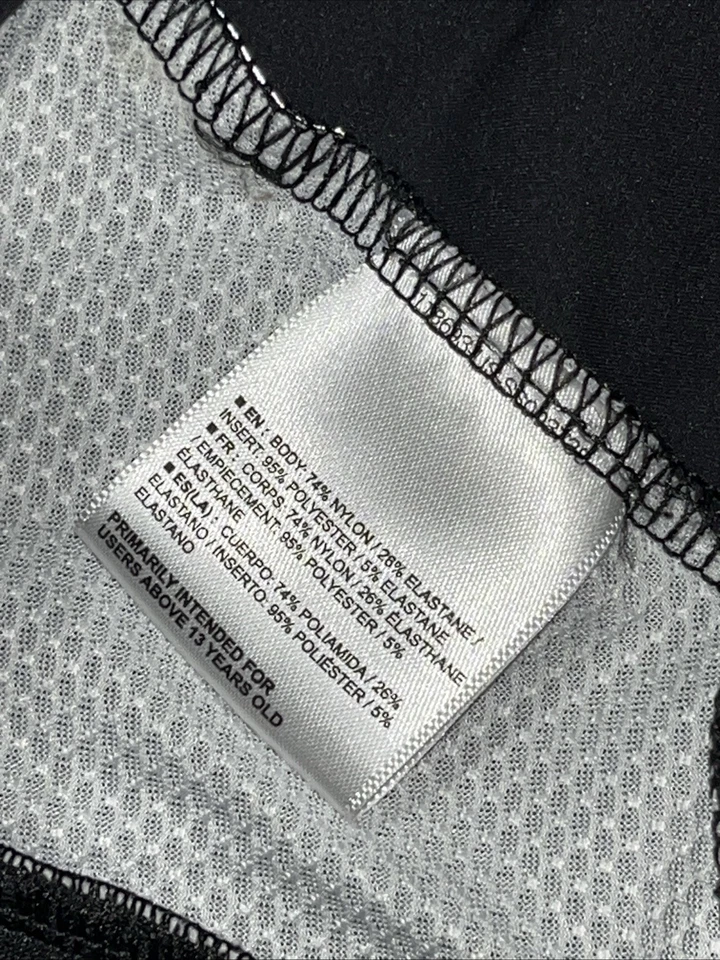 ■ EN : BODY: 74% NYLON / 26% ELASTANE /
INSERT: 95% POLYESTER / 5% ELASTANE
■ FR : CORPS: 74% NYLON / 26% ÉLASTHANE
/ EMPIECEMENT: 95% POLYESTER / 5%
ÉLASTHANE
■ ES(LA) : CUERPO: 74% POLIAMIDA / 26%
ELASTANO / INSERTO: 95% POLIÉSTER / 5%
ELASTANO
PRIMARILY INTENDED FOR
USERS ABOVE 13 YEARS OLD